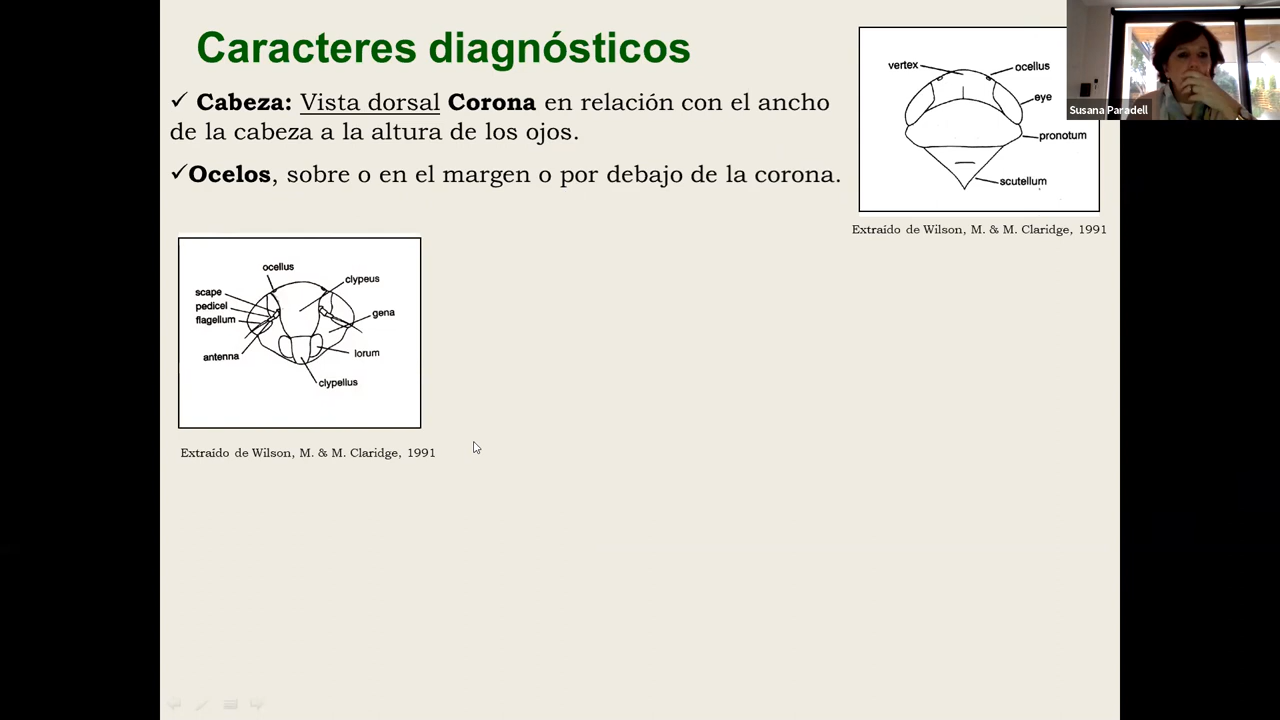 Caracteres diagnósticos
✓ Cabeza: Vista dorsal Corona en relación con el ancho
de la cabeza a la altura de los ojos.
✓Ocelos, sobre o en el margen o por debajo de la corona.
vertex
ocellus
eye
pronotum
scutellum
Extraído de Wilson, M. & M. Claridge, 1991
Susana Paradell
ocellus
clypeus
scape
pedicel
flagellum
gena
antenna
lorum
clypellus
Extraído de Wilson, M. & M. Claridge, 1991